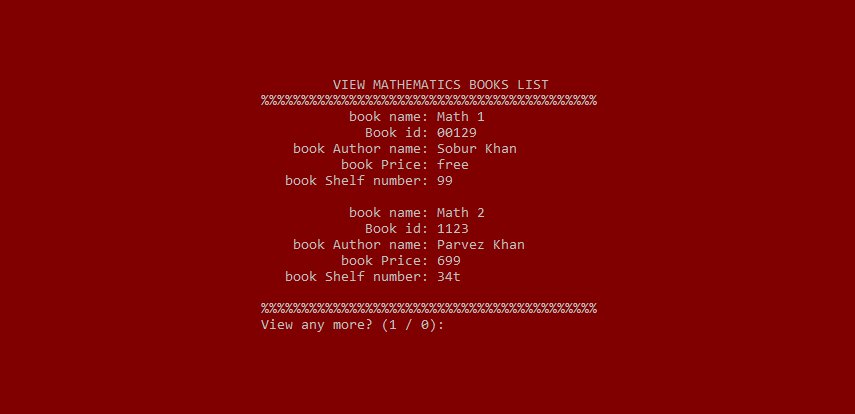 VIEW MATHEMATICS BOOKS LIST
%%%%%%%%%%%%%%%%%%%%%%%%%%%%%%%%%%%%%%%%%%
book name: Math 1
Book id: 00129
book Author name: Sobur Khan
book Price: free
book Shelf number: 99
book name: Math 2
Book id: 1123
book Author name: Parvez Khan
book Price: 699
book Shelf number: 34t
%%%%%%%%%%%%%%%%%%%%%%%%%%%%%%%%%%%%%%%%%%
View any more? (1 / 0):